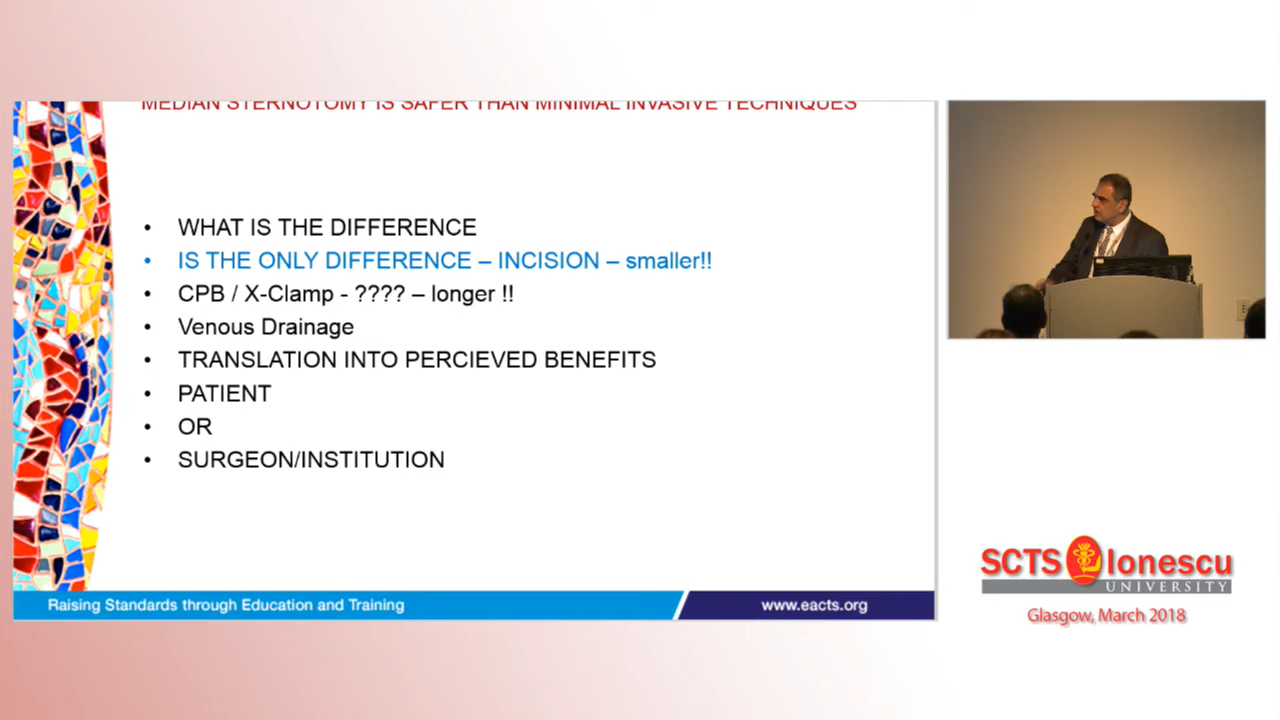 MEDIAN STERNOTOMY IS SAFER THAN MINIMAL INVASIVE TECHNIQUES
• WHAT IS THE DIFFERENCE
• IS THE ONLY DIFFERENCE – INCISION – smaller!!
• CPB / X-Clamp - ???? – longer !!
• Venous Drainage
• TRANSLATION INTO PERCIEVED BENEFITS
• PATIENT
• OR
• SURGEON/INSTITUTION
Raising Standards through Education and Training
www.eacts.org
SCTS Ionescu
UNIVERSITY
Glasgow, March 2018